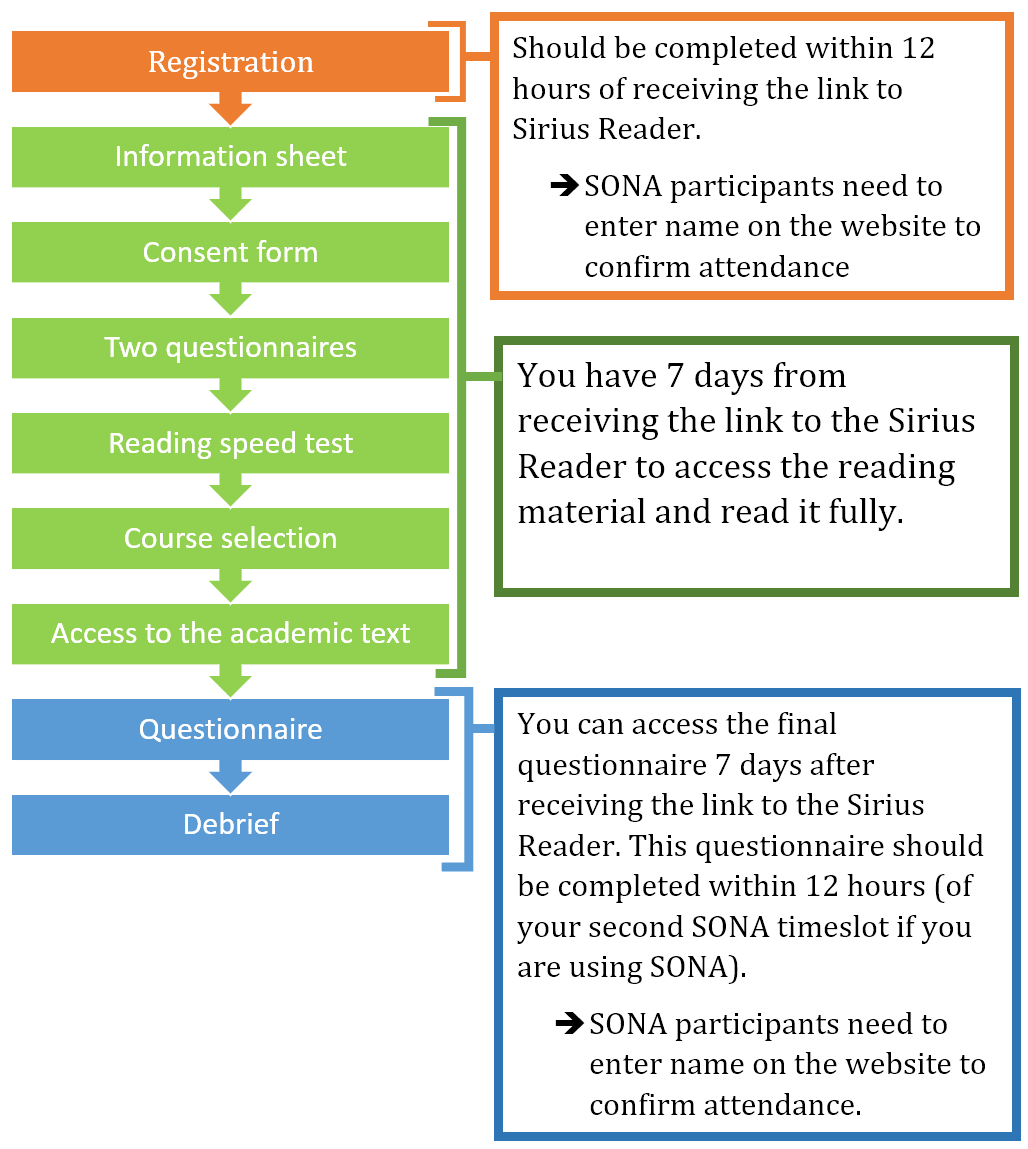 Registration
Should be completed within 12
hours of receiving the link to
Sirius Reader.
➔ SONA participants need to
enter name on the website to
confirm attendance
Information sheet
Consent form
Two questionnaires
Reading speed test
Course selection
Access to the academic text
You have 7 days from
receiving the link to the Sirius
Reader to access the reading
material and read it fully.
Questionnaire
Debrief
You can access the final
questionnaire 7 days after
receiving the link to the Sirius
Reader. This questionnaire should
be completed within 12 hours (of
your second SONA timeslot if you
are using SONA).
➔ SONA participants need to
enter name on the website to
confirm attendance.